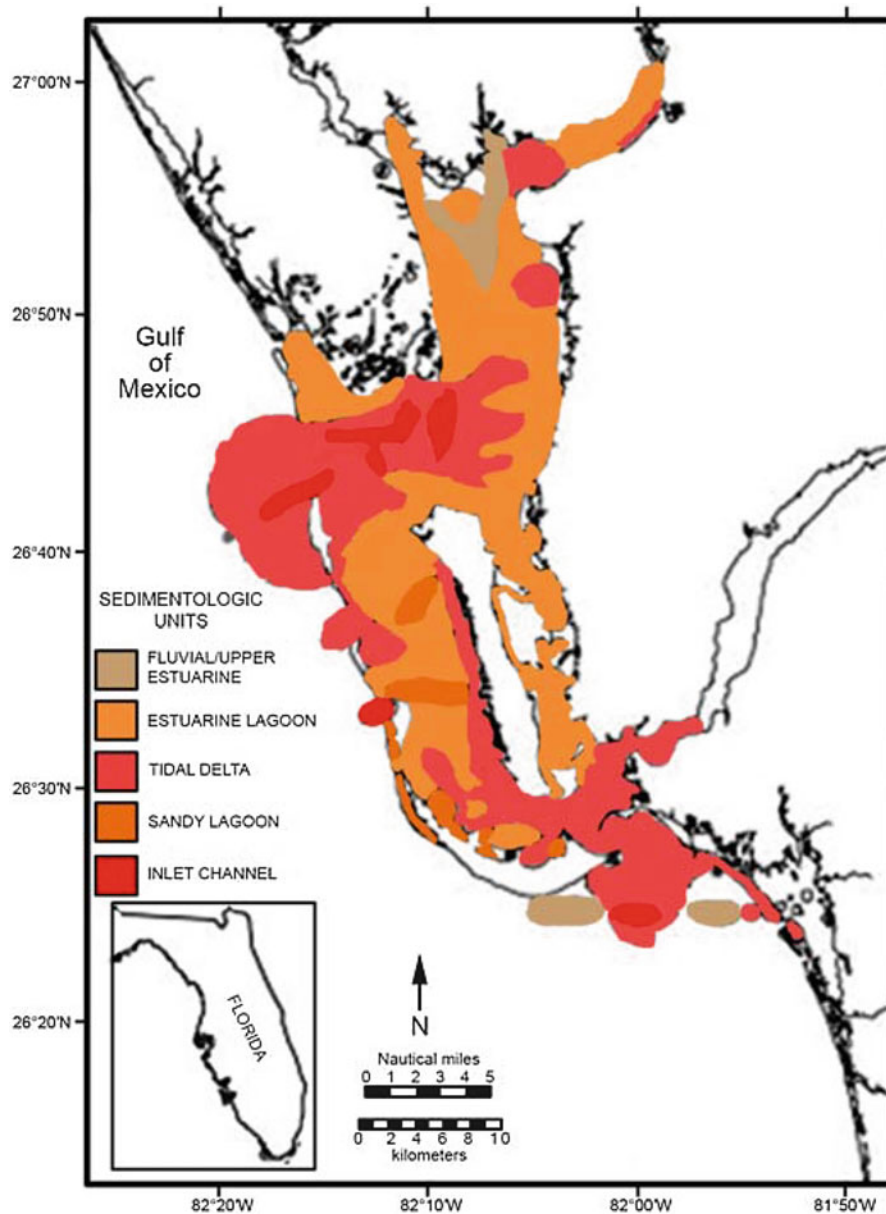 27°00'N
26°50'N
Gulf
of
Mexico
26°40'N
SEDIMENTOLOGIC
UNITS
FLUVIAL/UPPER
ESTUARINE
ESTUARINE LAGOON
TIDAL DELTA
SANDY LAGOON
INLET CHANNEL
26°30'N
26°20'N
FLORIDA
N
Nautical miles
0 1 2 3 4 5
0 2 4 6 8 10
kilometers
82°20'W 82°10'W 82°00'W 81°50'W